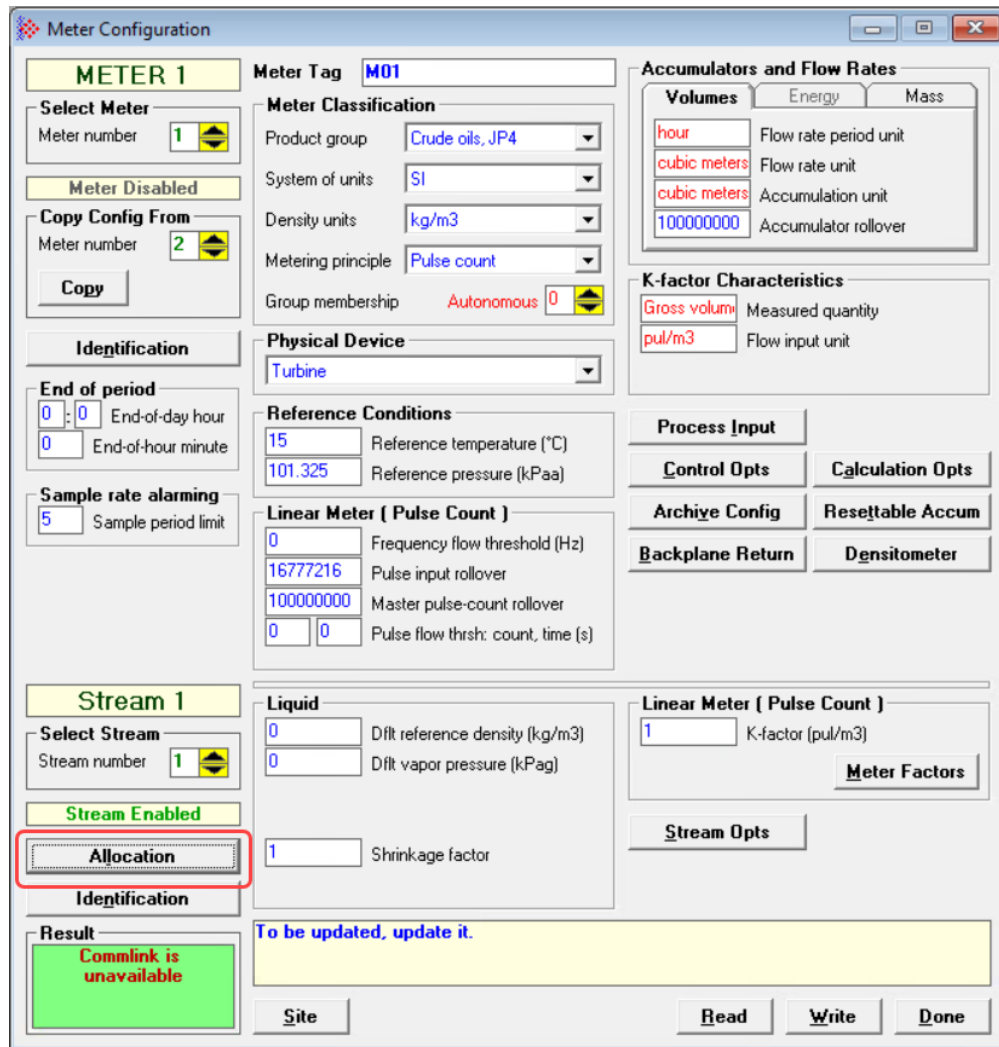 Meter Configuration
METER 1
Select Meter
Meter number 1
Meter Disabled
Copy Config From
Meter number 2
Copy
Identification
End of period
0 : 0 End-of-day hour
0 End-of-hour minute
Sample rate alarming
5 Sample period limit
Meter Tag M01
Meter Classification
Product group Crude oils, JP4
System of units SI
Density units kg/m3
Metering principle Pulse count
Group membership Autonomous 0
Physical Device
Turbine
Reference Conditions
15 Reference temperature (°C)
101.325 Reference pressure (kPaa)
Linear Meter ( Pulse Count )
0 Frequency flow threshold (Hz)
16777216 Pulse input rollover
100000000 Master pulse-count rollover
0 0 Pulse flow thrsh: count, time (s)
Accumulators and Flow Rates
Volumes Energy Mass
hour Flow rate period unit
cubic meters Flow rate unit
cubic meters Accumulation unit
100000000 Accumulator rollover
K-factor Characteristics
Gross volum Measured quantity
pul/m3 Flow input unit
Process Input
Control Opts Calculation Opts
Archive Config Resettable Accum
Backplane Return Densitometer
Stream 1
Select Stream
Stream number 1
Stream Enabled
Allocation
Identification
Result
Commlink is
unavailable
Liquid
0 Dflt reference density (kg/m3)
0 Dflt vapor pressure (kPag)
1 Shrinkage factor
Linear Meter ( Pulse Count )
1 K-factor (pul/m3)
Meter Factors
Stream Opts
To be updated, update it.
Site Read Write Done